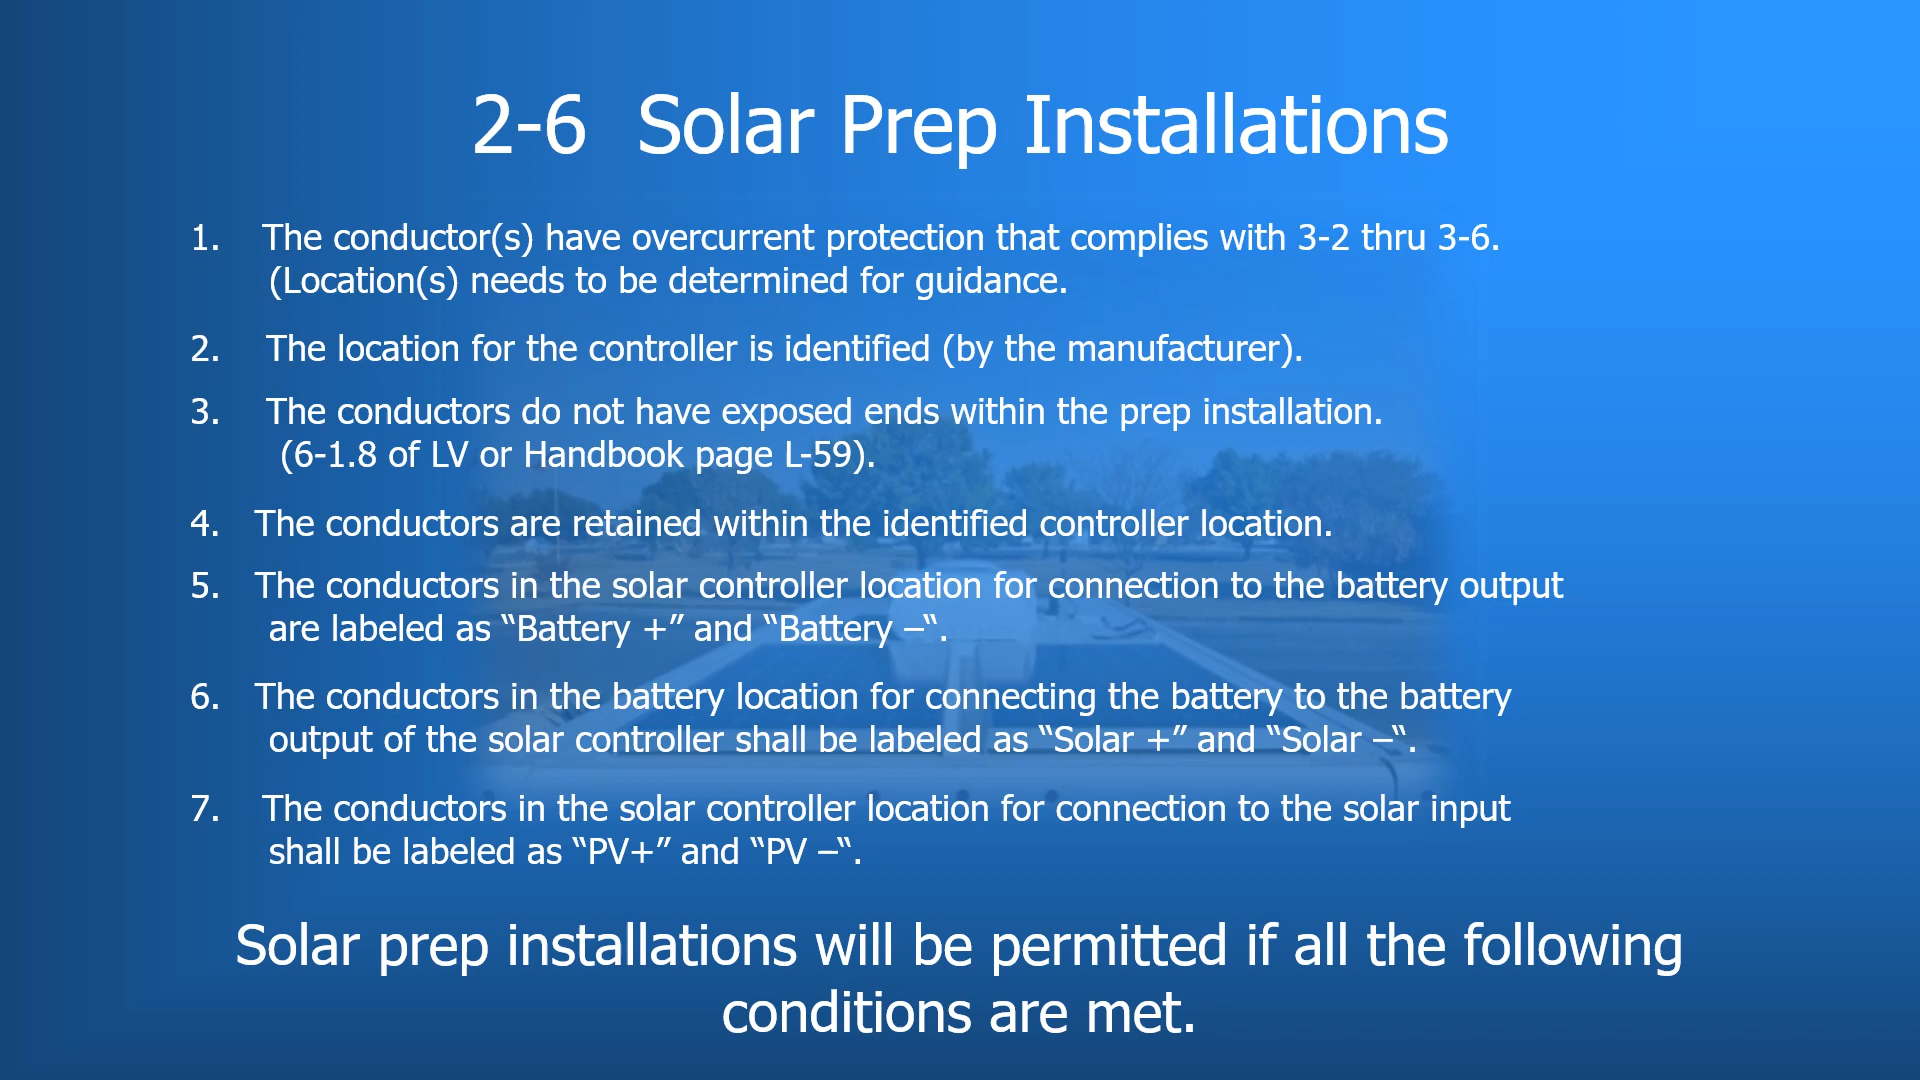 2-6 Solar Prep Installations
1. The conductor(s) have overcurrent protection that complies with 3-2 thru 3-6.
(Location(s) needs to be determined for guidance.
2. The location for the controller is identified (by the manufacturer).
3. The conductors do not have exposed ends within the prep installation.
(6-1.8 of LV or Handbook page L-59).
4. The conductors are retained within the identified controller location.
5. The conductors in the solar controller location for connection to the battery output
are labeled as “Battery +” and “Battery –“.
6. The conductors in the battery location for connecting the battery to the battery
output of the solar controller shall be labeled as “Solar +” and “Solar –“.
7. The conductors in the solar controller location for connection to the solar input
shall be labeled as “PV+” and “PV –“.
Solar prep installations will be permitted if all the following
conditions are met.